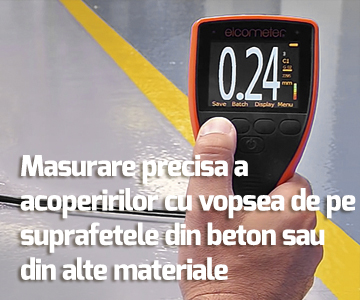 elcometer
0.24
C1
mm
Save Batch Display Menu
Masurare precisa a
acoperirilor cu vopsea de pe
suprafetele din beton sau
din alte materiale